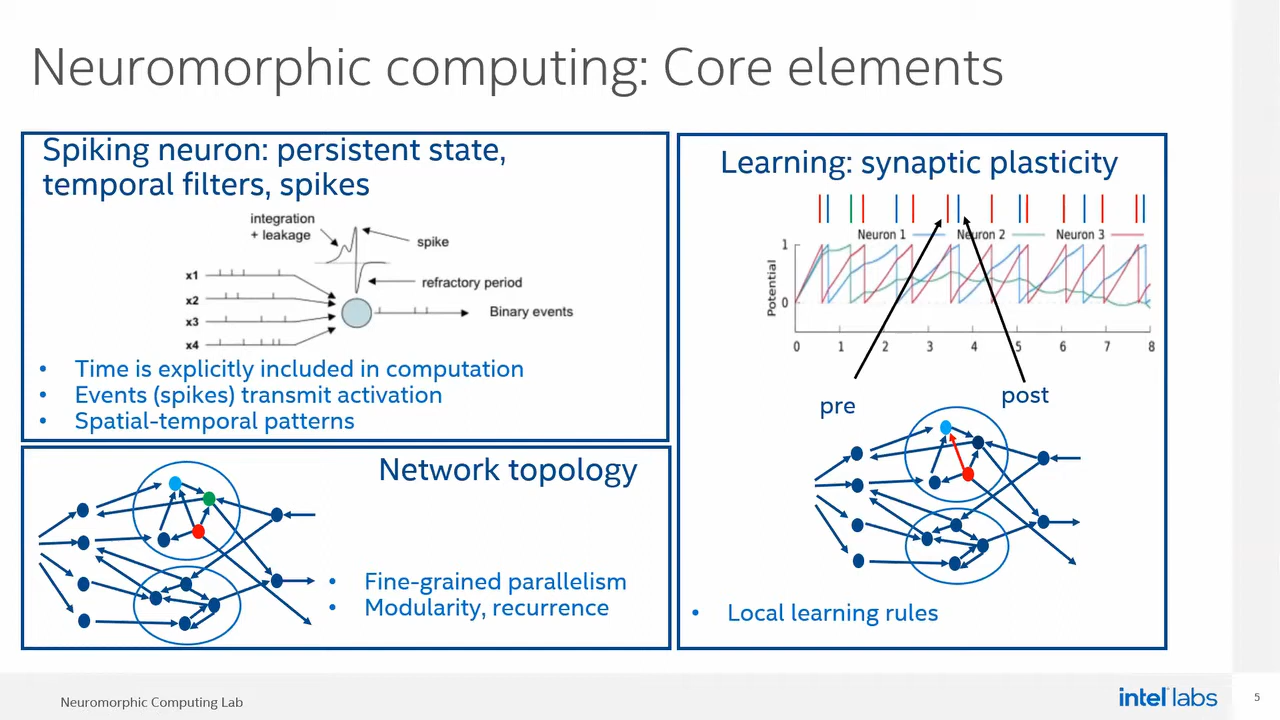 Neuromorphic computing: Core elements
Spiking neuron: persistent state,
temporal filters, spikes
integration
+ leakage
spike
refractory period
x1
x2
x3
x4
Binary events
• Time is explicitly included in computation
• Events (spikes) transmit activation
• Spatial-temporal patterns
Network topology
• Fine-grained parallelism
• Modularity, recurrence
Learning: synaptic plasticity
Neuron 1 Neuron 2 Neuron 3
Potential
1
0
0 1 2 3 4 5 6 7 8
pre
post
• Local learning rules
Neuromorphic Computing Lab
intel labs
5